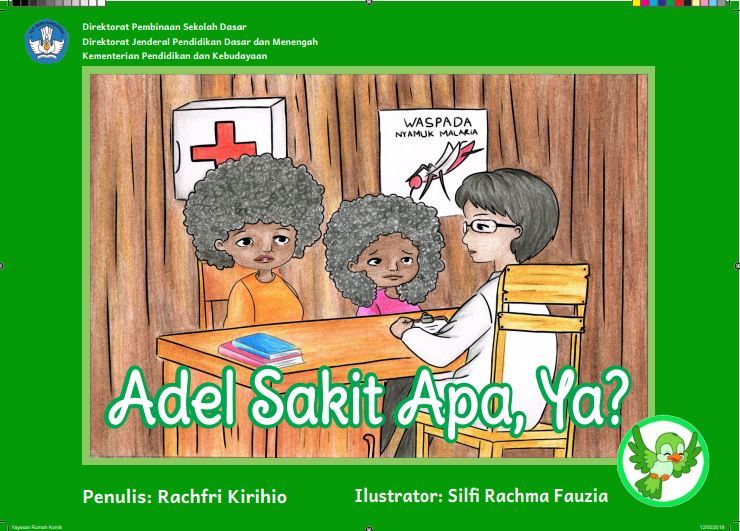 Direktorat Pembinaan Sekolah Dasar
Direktorat Jenderal Pendidikan Dasar dan Menengah
Kementerian Pendidikan dan Kebudayaan
WASPADA
NYAMUK MALARIA
Adel Sakit Apa, Ya?
Penulis: Rachfri Kirihio
Ilustrator: Silfi Rachma Fauzia
Yayasan Rumah Komik
12/05/2018